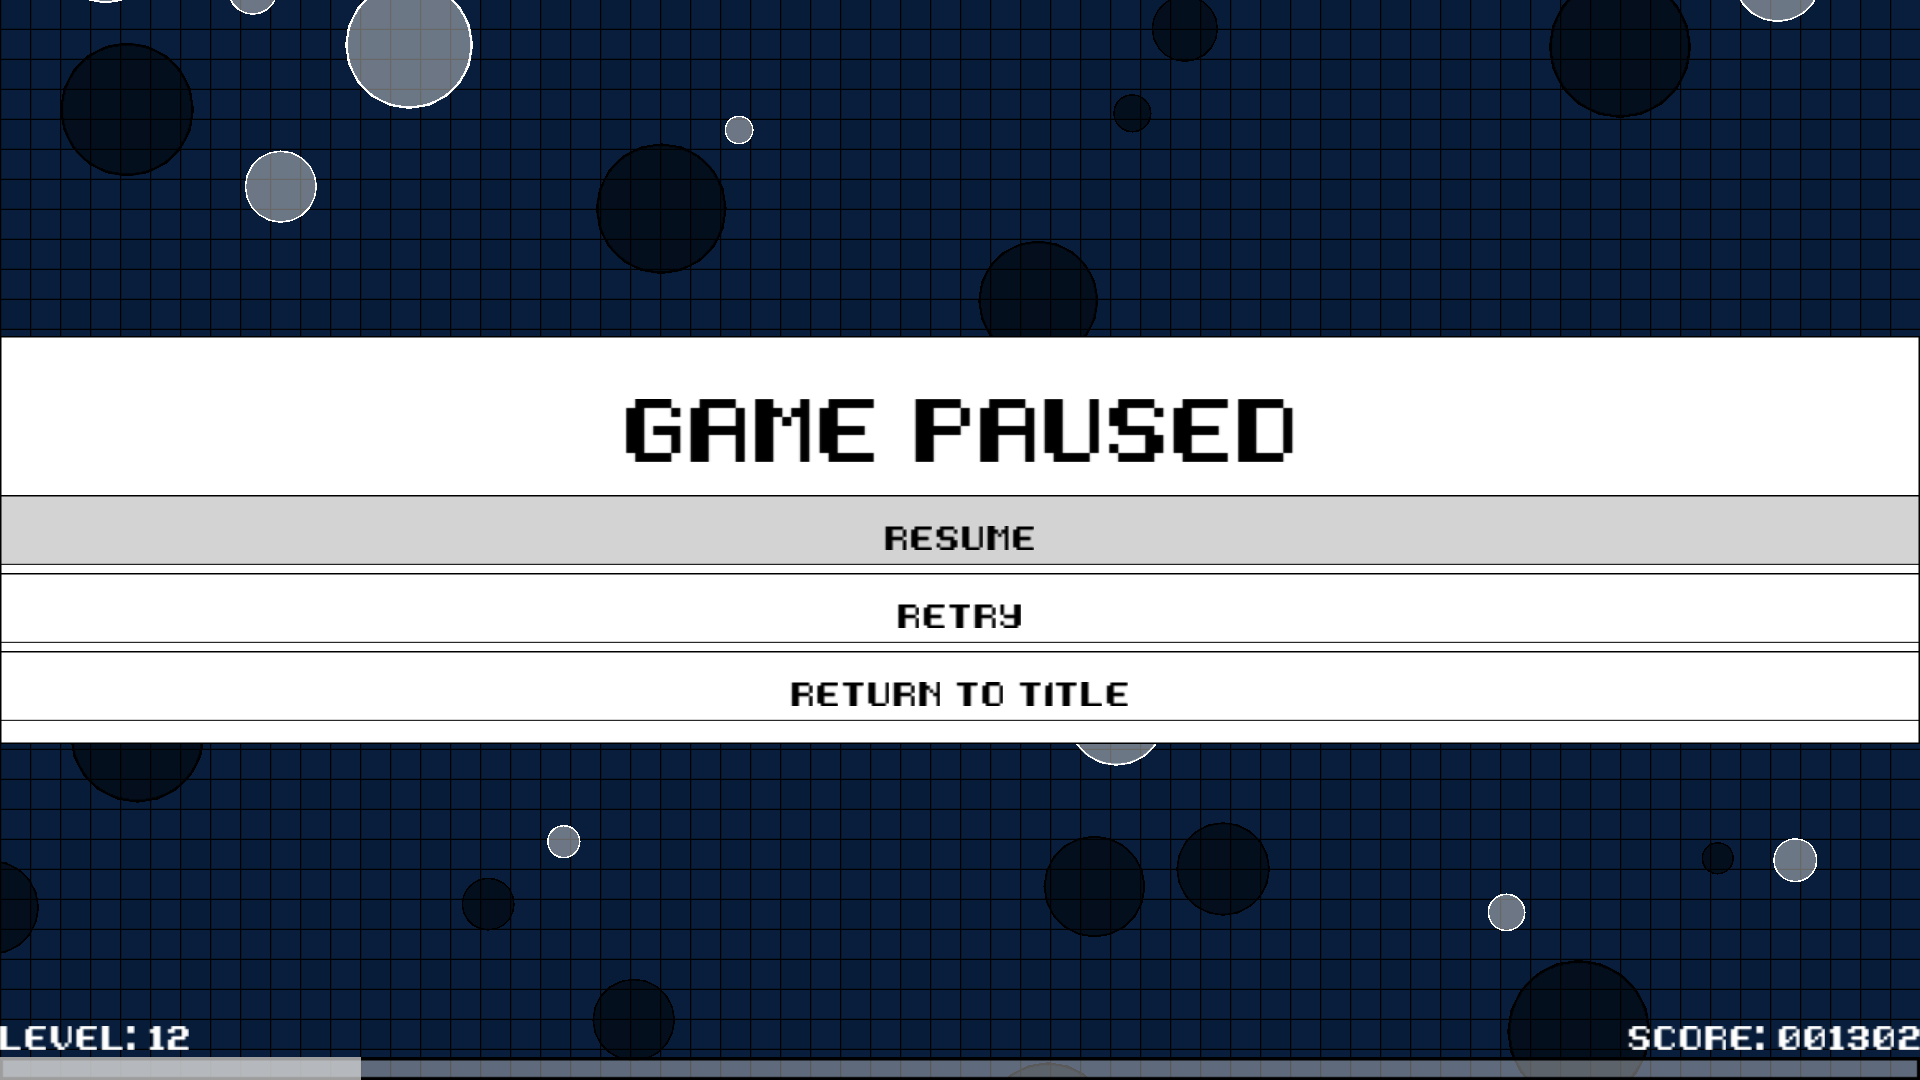 GAME PAUSED
RESUME
RETRY
RETURN TO TITLE
LEVEL: 12
SCORE: 001302